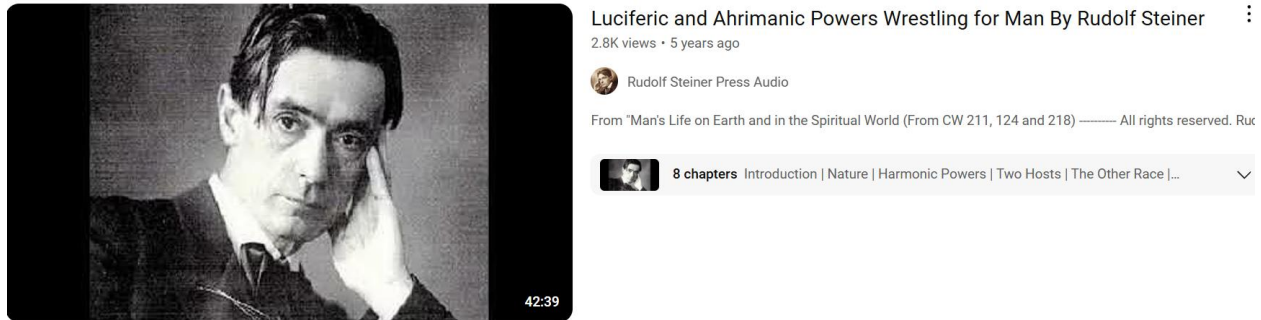 42:39
Luciferic and Ahrimanic Powers Wrestling for Man By Rudolf Steiner
2.8K views • 5 years ago
Rudolf Steiner Press Audio
From "Man's Life on Earth and in the Spiritual World (From CW 211, 124 and 218) ---------- All rights reserved. Ruc
8 chapters Introduction | Nature | Harmonic Powers | Two Hosts | The Other Race |...